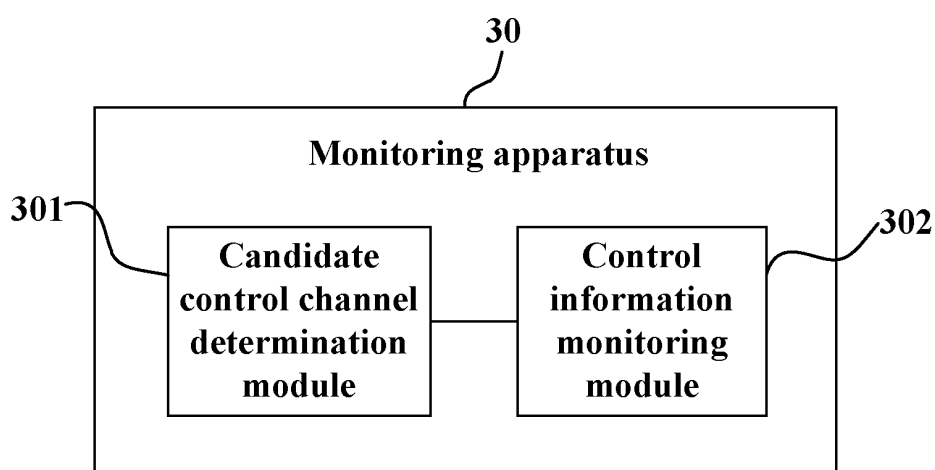 30
Monitoring apparatus
301
302
Candidate
control channel
determination
module
Control
information
monitoring
module